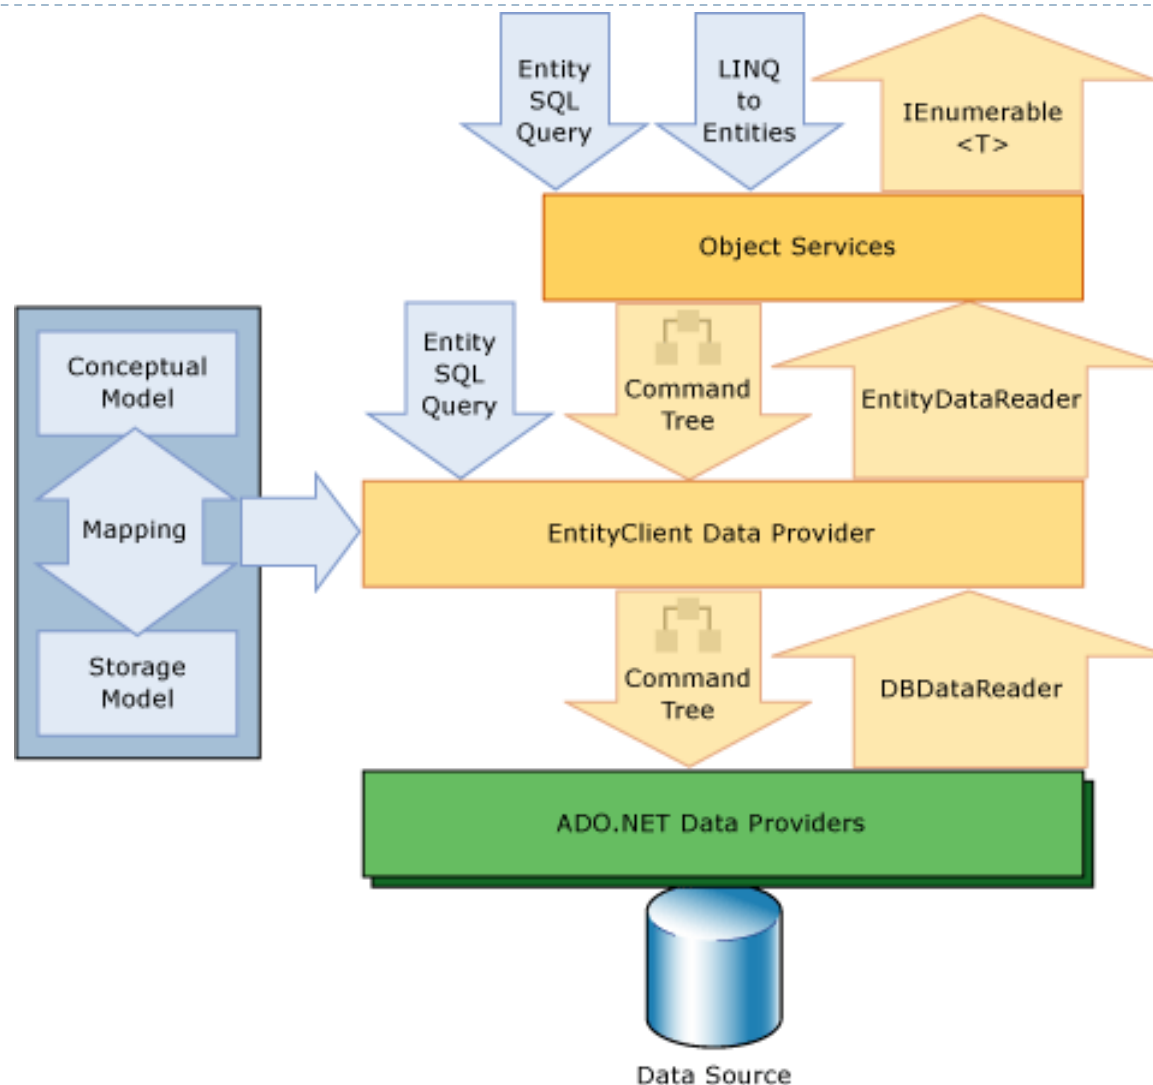 Entity
SQL
Query
LINQ
to
Entities
IEnumerable
<T>
Object Services
Conceptual
Model
Mapping
Storage
Model
Entity
SQL
Query
Command
Tree
EntityDataReader
EntityClient Data Provider
Command
Tree
DBDataReader
ADO.NET Data Providers
Data Source